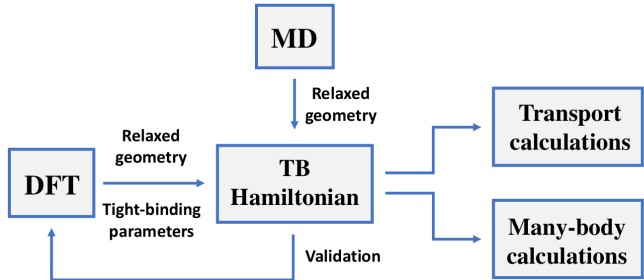 MD
Relaxed
geometry
Transport
calculations
Relaxed
geometry
DFT
Tight-binding
parameters
TB
Hamiltonian
Many-body
calculations
Validation